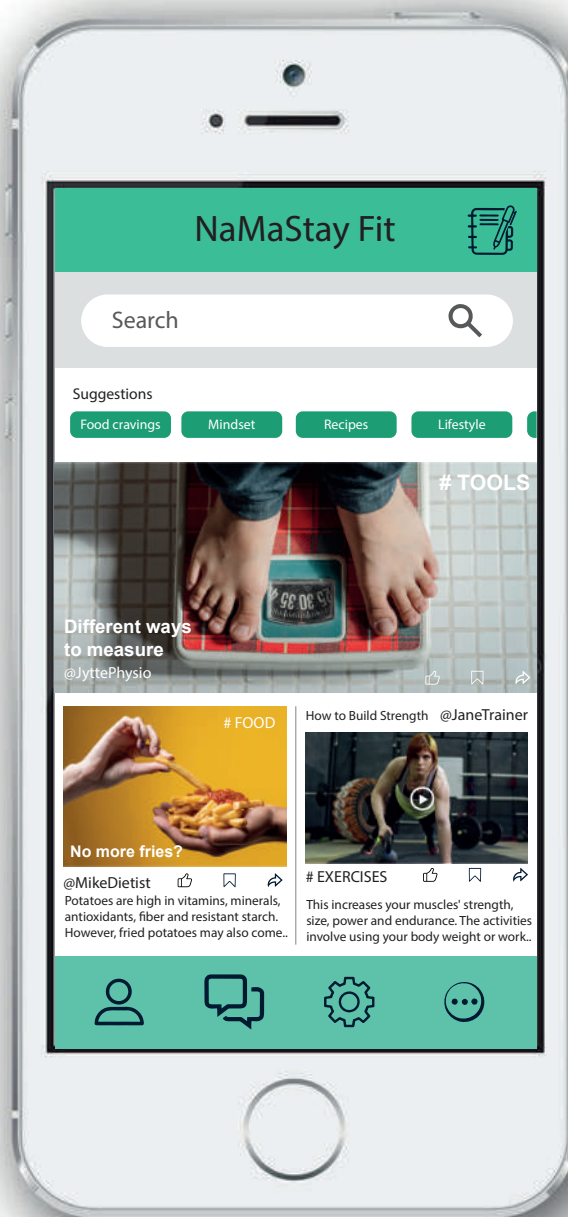 NaMaStay Fit
Search
Suggestions
Food cravings
Mindset
Recipes
Lifestyle
# TOOLS
Different ways
to measure
@JyttePhysio
# FOOD
No more fries?
@MikeDietist
Potatoes are high in vitamins, minerals,
antioxidants, fiber and resistant starch.
However, fried potatoes may also come..
How to Build Strength @JaneTrainer
# EXERCISES
This increases your muscles' strength,
size, power and endurance. The activities
involve using your body weight or work..